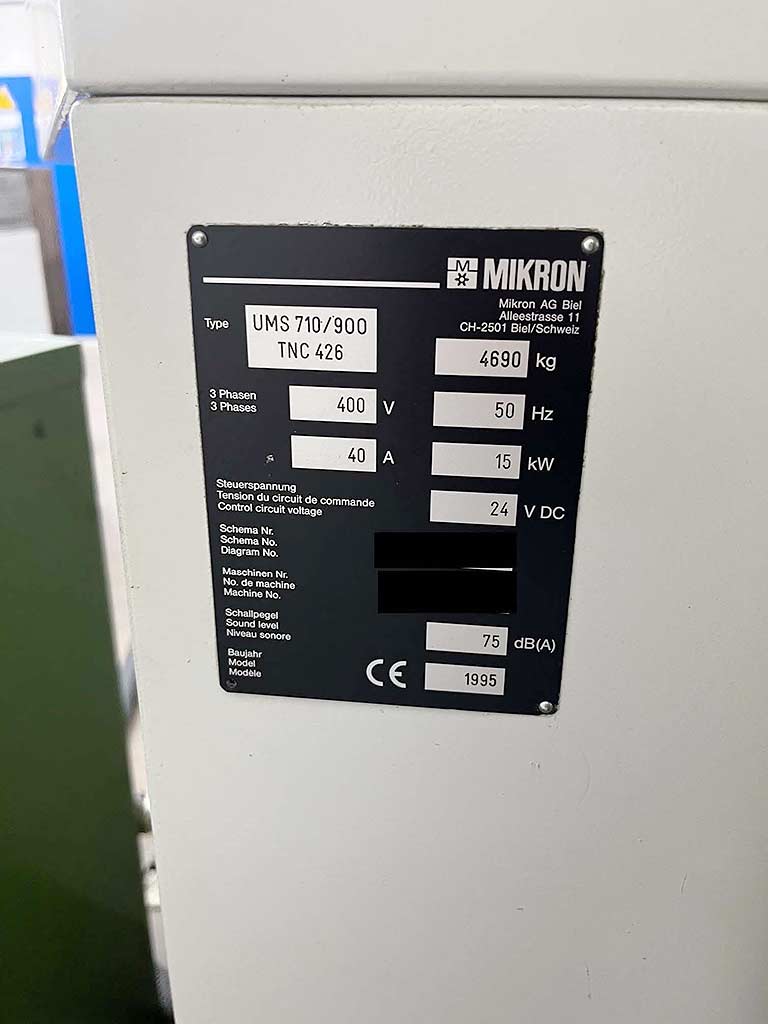 MIKRON
Mikron AG Biel
Alleestrasse 11
CH-2501 Biel/Schweiz
Type UMS 710/900
TNC 426
4690 kg
3 Phasen
3 Phases
400 V
50 Hz
40 A
15 kW
Steuerspannung
Tension du circuit de commande
Control circuit voltage
24 V DC
Schema Nr.
Schema No.
Diagram No.
Maschinen Nr.
No. de machine
Machine No.
Schallpegel
Sound level
Niveau sonore
75 dB(A)
Baujahr
Model
Modèle
CE
1995